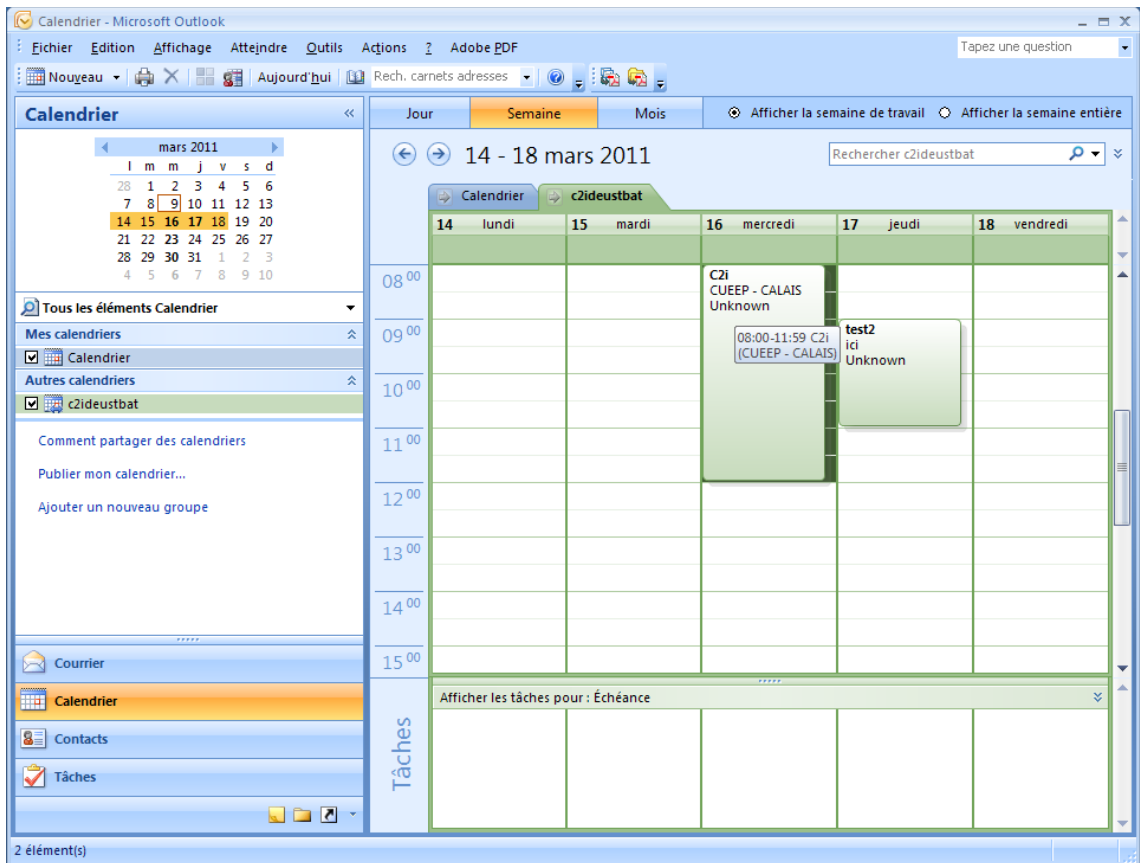 Calendrier - Microsoft Outlook
Fichier Edition Affichage Atteindre Outils Actions ? Adobe PDF Tapez une question
Nouveau Aujourd'hui Rech. carnets adresses
Calendrier «
mars 2011
l m m j v s d
28 1 2 3 4 5 6
7 8 9 10 11 12 13
14 15 16 17 18 19 20
21 22 23 24 25 26 27
28 29 30 31 1 2 3
4 5 6 7 8 9 10
Tous les éléments Calendrier
Mes calendriers
Calendrier
Autres calendriers
c2ideustbat
Comment partager des calendriers
Publier mon calendrier...
Ajouter un nouveau groupe
Courrier
Calendrier
Contacts
Tâches
Jour Semaine Mois Afficher la semaine de travail Afficher la semaine entière
14 - 18 mars 2011 Rechercher c2ideustbat
Calendrier c2ideustbat
14 lundi 15 mardi 16 mercredi 17 jeudi 18 vendredi
08 00
09 00
10 00
11 00
12 00
13 00
14 00
15 00
C2i
CUEEP - CALAIS
Unknown
08:00-11:59 C2i
(CUEEP - CALAIS)
test2
ici
Unknown
Afficher les tâches pour : Échéance
Tâches
2 élément(s)